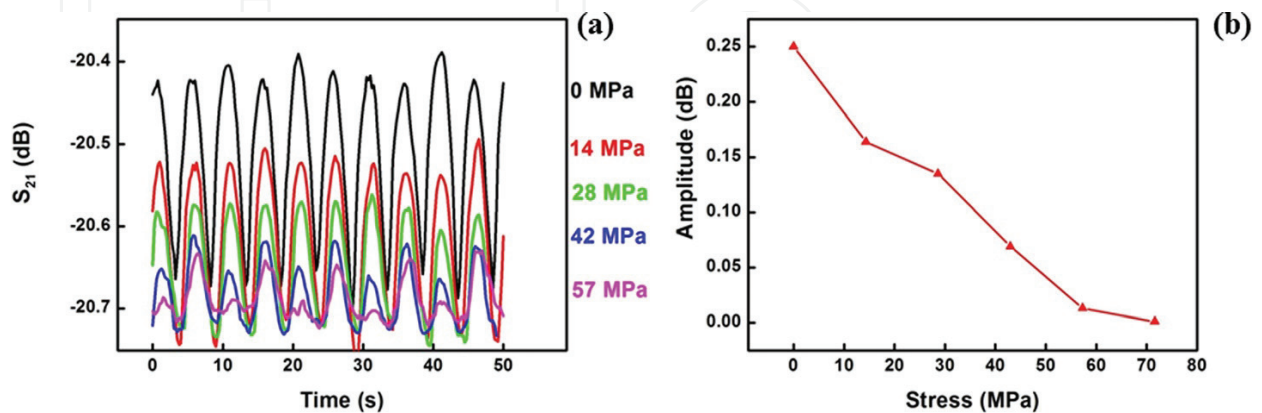 (a)
S21 (dB)
-20.4
-20.5
-20.6
-20.7
0 MPa
14 MPa
28 MPa
42 MPa
57 MPa
0 10 20 30 40 50
Time (s)
(b)
Amplitude (dB)
0.25
0.20
0.15
0.10
0.05
0.00
0 10 20 30 40 50 60 70 80
Stress (MPa)